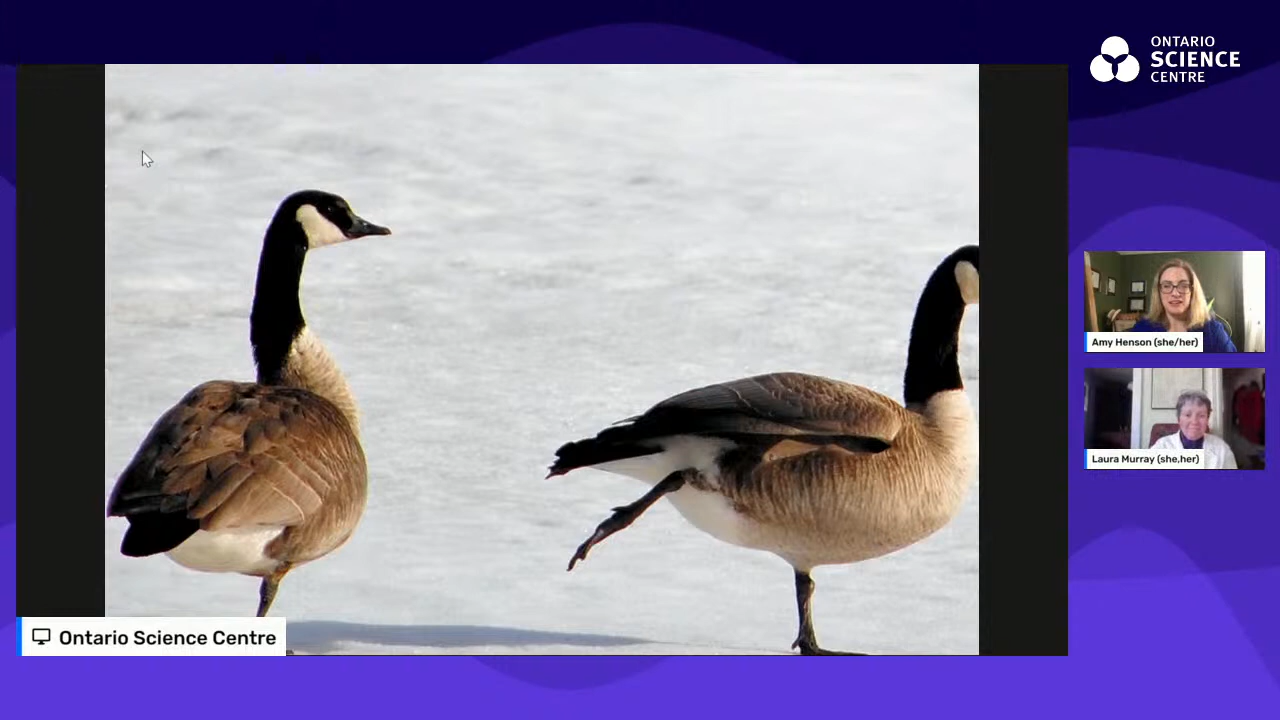 ONTARIO
SCIENCE
CENTRE
Amy Henson (she/her)
Laura Murray (she,her)
Ontario Science Centre